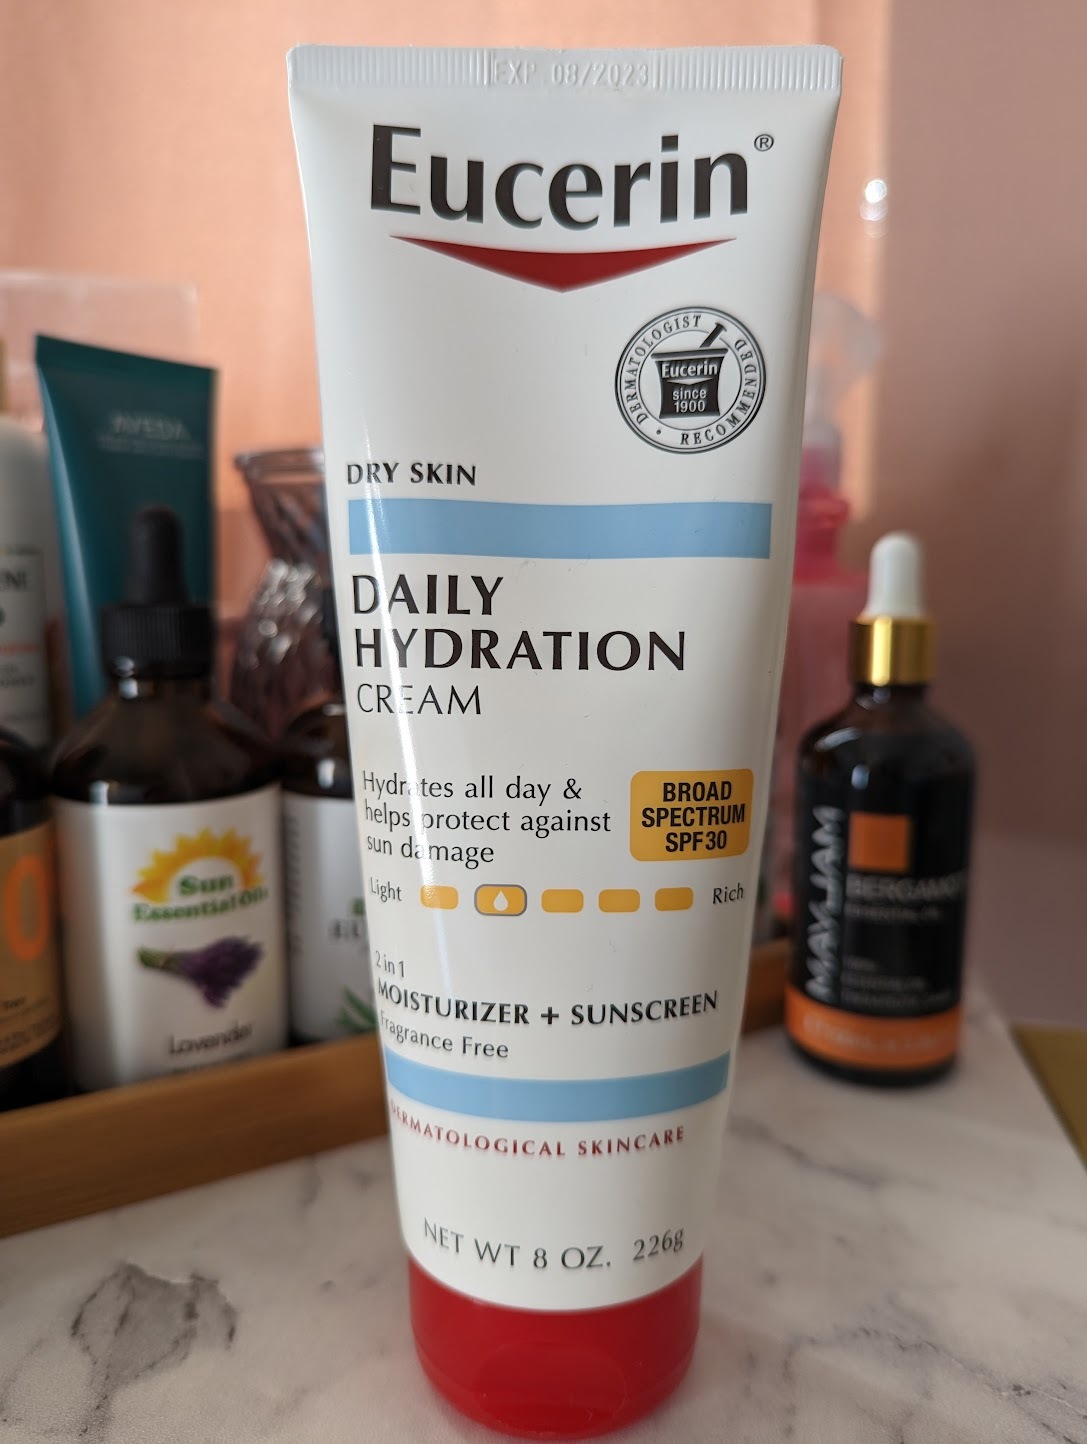 EXP 08/2023
Eucerin®
DERMATOLOGIST RECOMMENDED
Eucerin
since
1900
DRY SKIN
DAILY
HYDRATION
CREAM
Hydrates all day &
helps protect against
sun damage
BROAD
SPECTRUM
SPF30
Light
Rich
2 in 1
MOISTURIZER + SUNSCREEN
Fragrance Free
DERMATOLOGICAL SKINCARE
NET WT 8 OZ. 226g
AVEDA
Sun
Essential Oils
Lavender
MAYJAM
BERGAMOT
ESSENTIAL OIL